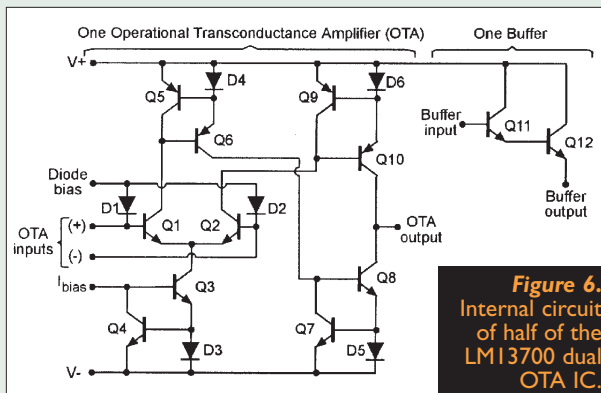 One Operational Transconductance Amplifier (OTA)
One Buffer
V+
D4
D6
Q5
Q9
Q6
Buffer
input
Q11
Q12
Q10
Diode
bias
D1
D2
Buffer
output
(+)
Q1
Q2
OTA
inputs
OTA
output
(-)
Q3
Q8
Ibias
Q4
Q7
D3
D5
V-
Figure 6.
Internal circuit
of half of the
LM13700 dual
OTA IC.